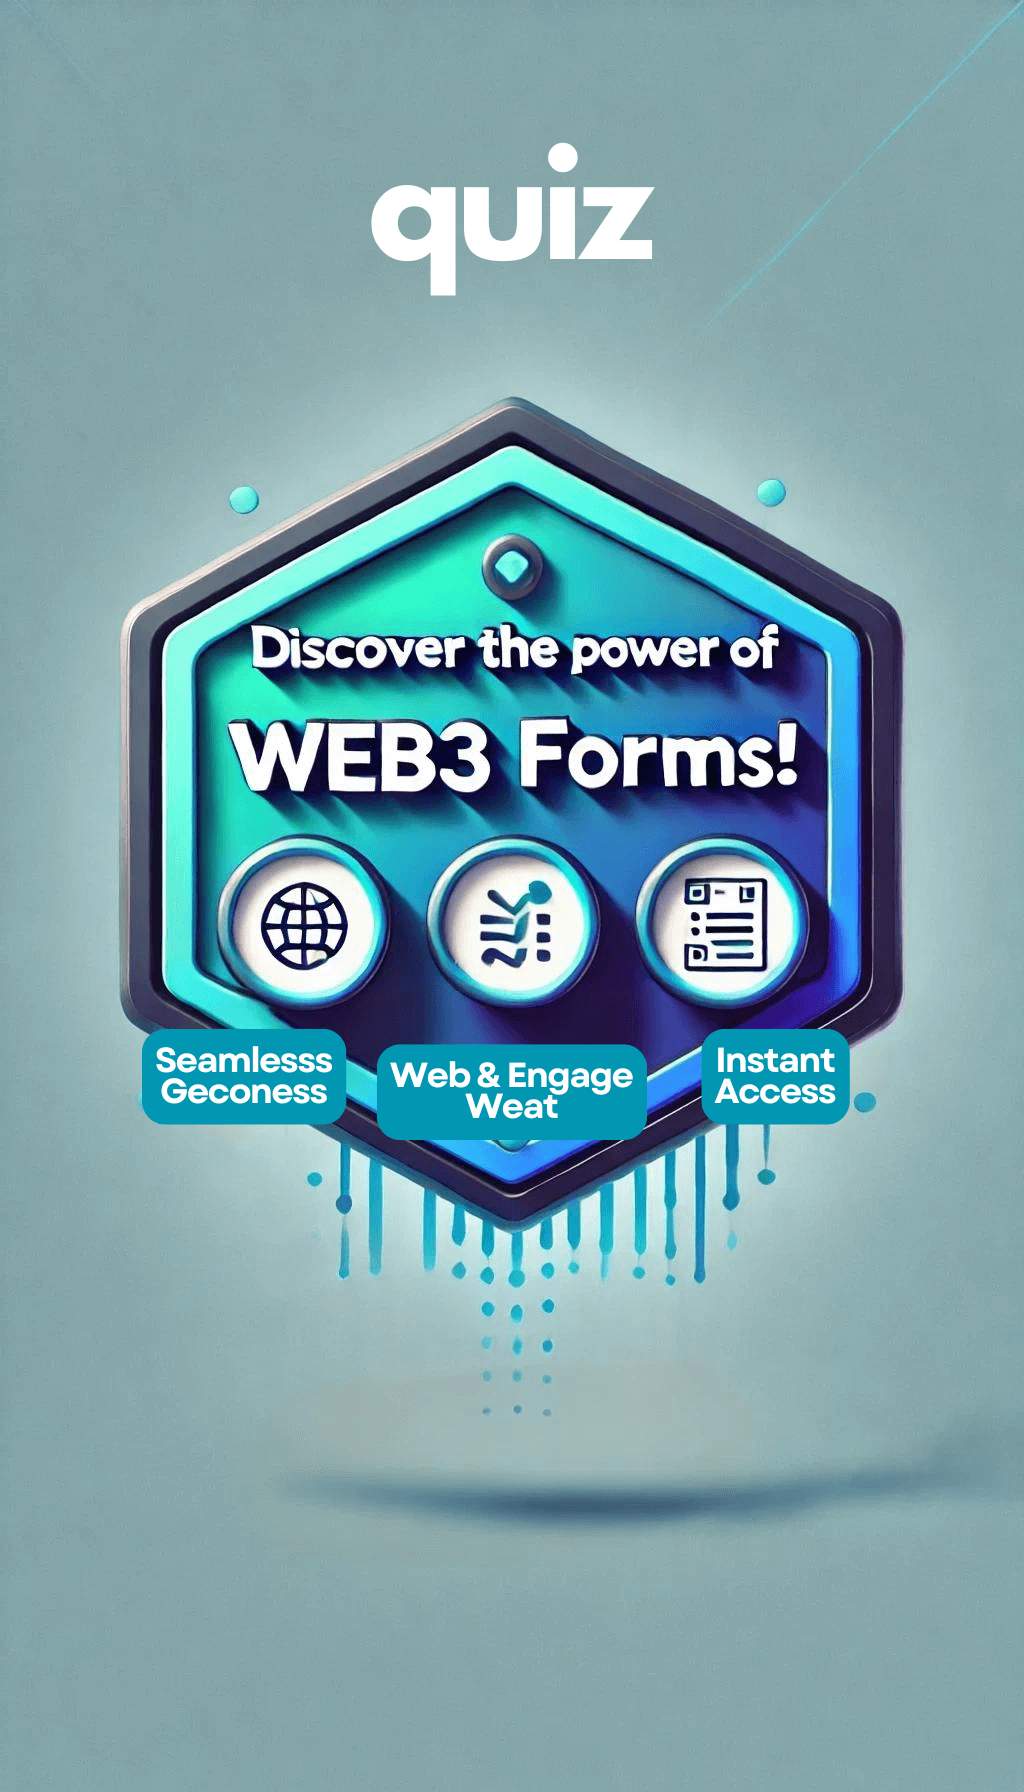 quiz
Discover the power of
WEB3 Forms!
Seamlesss
Geconess
Web & Engage
Weat
Instant
Access